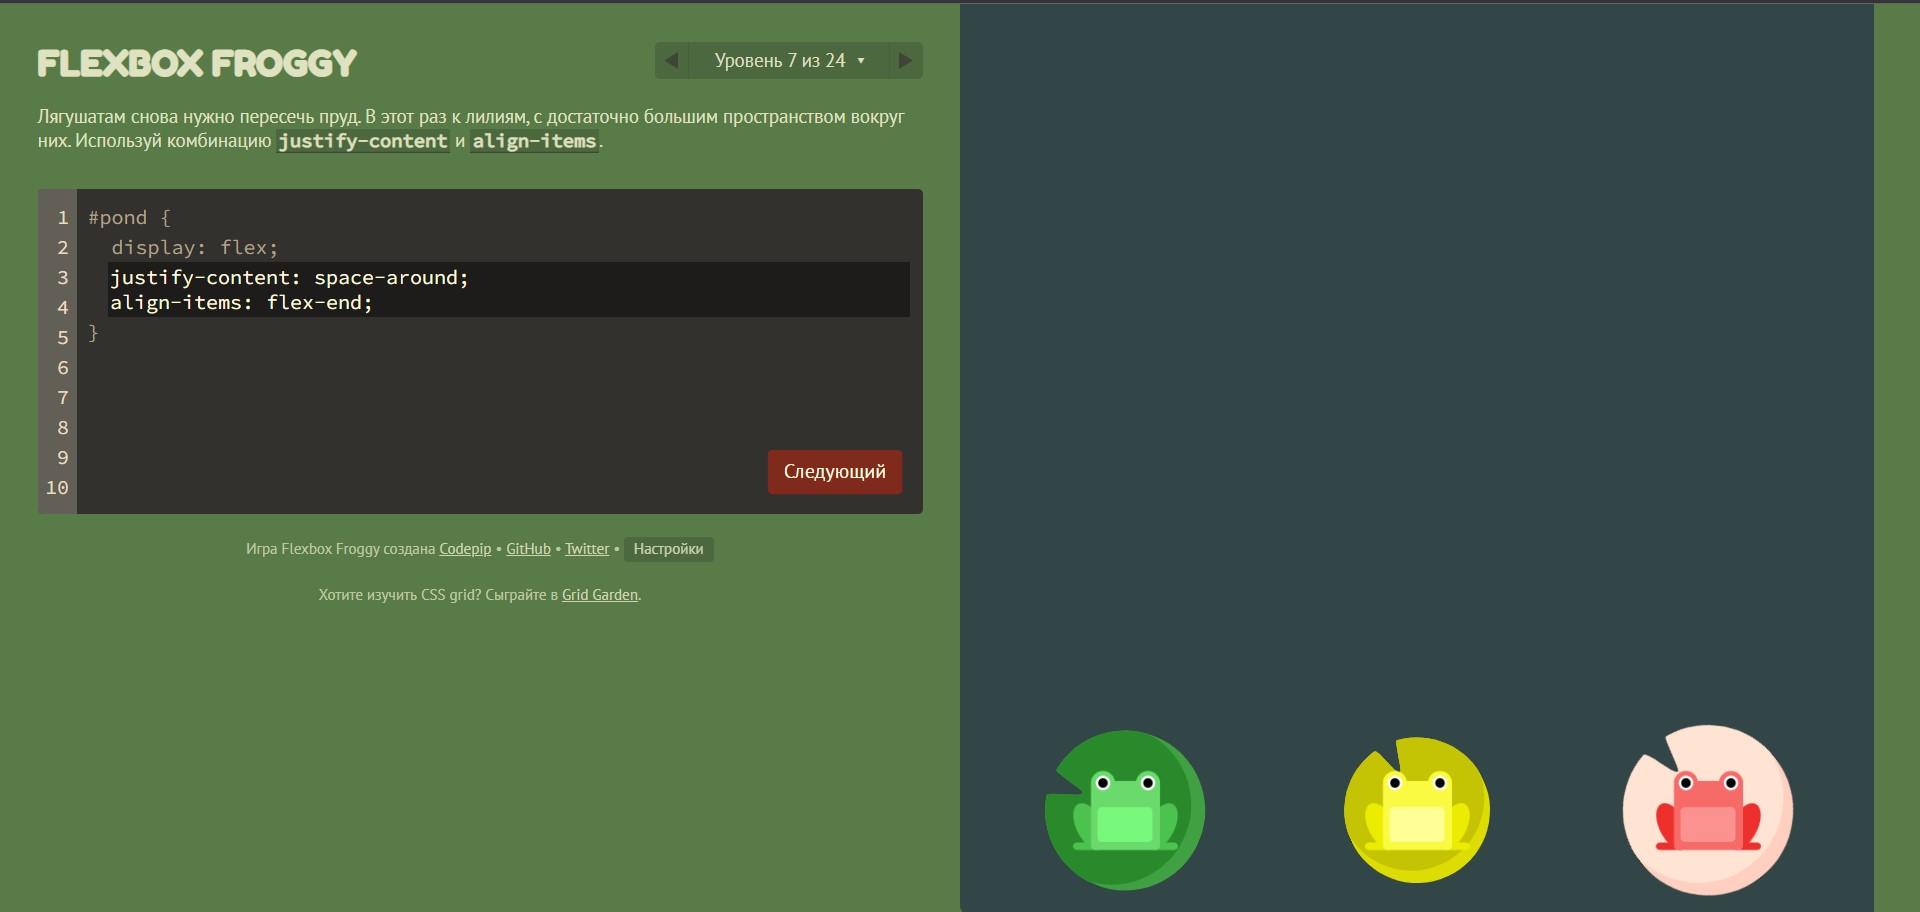 FLEXBOX FROGGY
◀ Уровень 7 из 24 ▾ ▶
Лягушатам снова нужно пересечь пруд. В этот раз к лилиям, с достаточно большим пространством вокруг
них. Используй комбинацию justify-content и align-items.
1 #pond {
2 display: flex;
3 justify-content: space-around;
4 align-items: flex-end;
5 }
6
7
8
9
10
Следующий
Игра Flexbox Froggy создана Codepip • GitHub • Twitter • Настройки
Хотите изучить CSS grid? Сыграйте в Grid Garden.